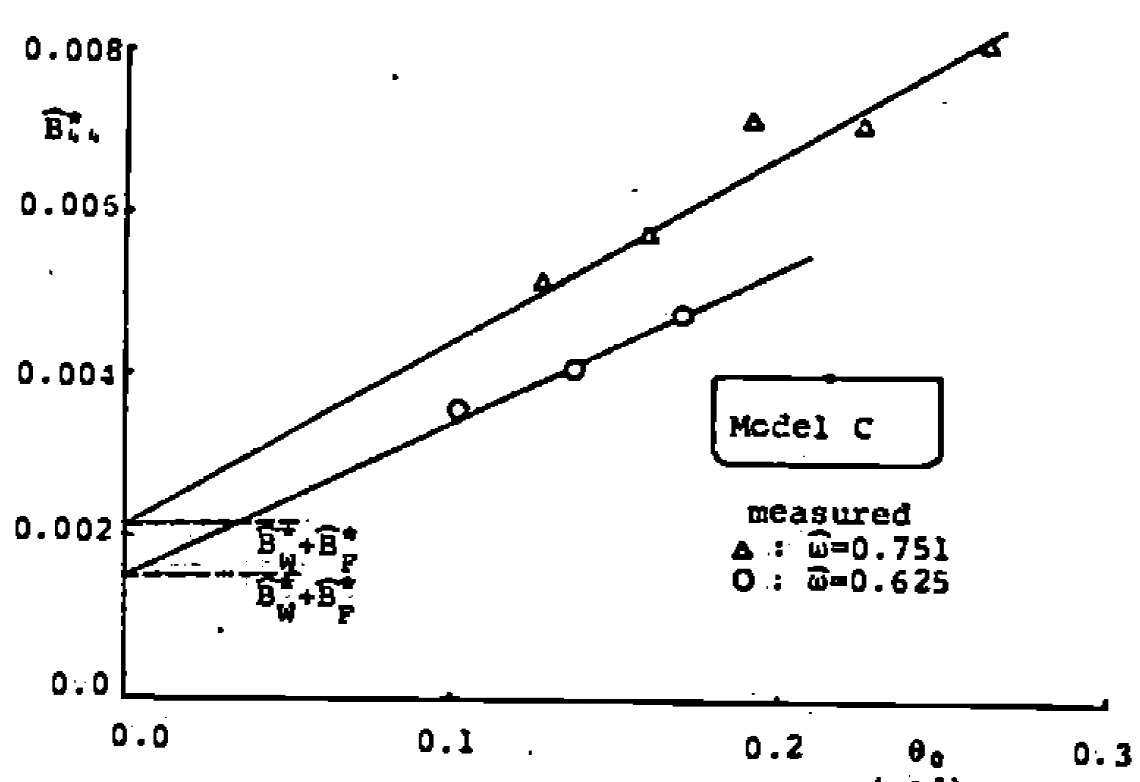 0.008
B̂*₄₄
0.006
0.004
Model C
0.002
B̂*W+B̂*F
B̂*W+B̂*F
measured
Δ : ω̂=0.751
O : ω̂=0.625
0.0
0.0 0.1 0.2 θ₀ 0.3